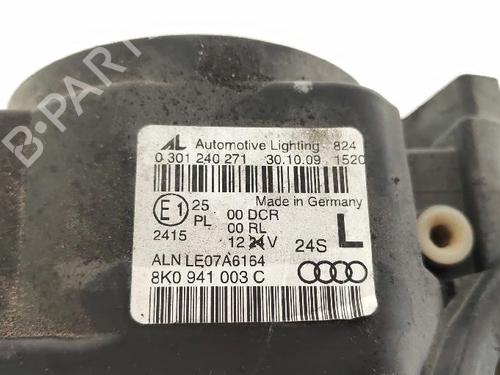 AL Automotive Lighting 824
0 301 240 271 30.10.09 1520
Made in Germany
E1 25 00 DCR
PL 00 RL
2415 12 24 V 24S L
ALN LE07A6164
8K0 941 003 C
B-PARTS